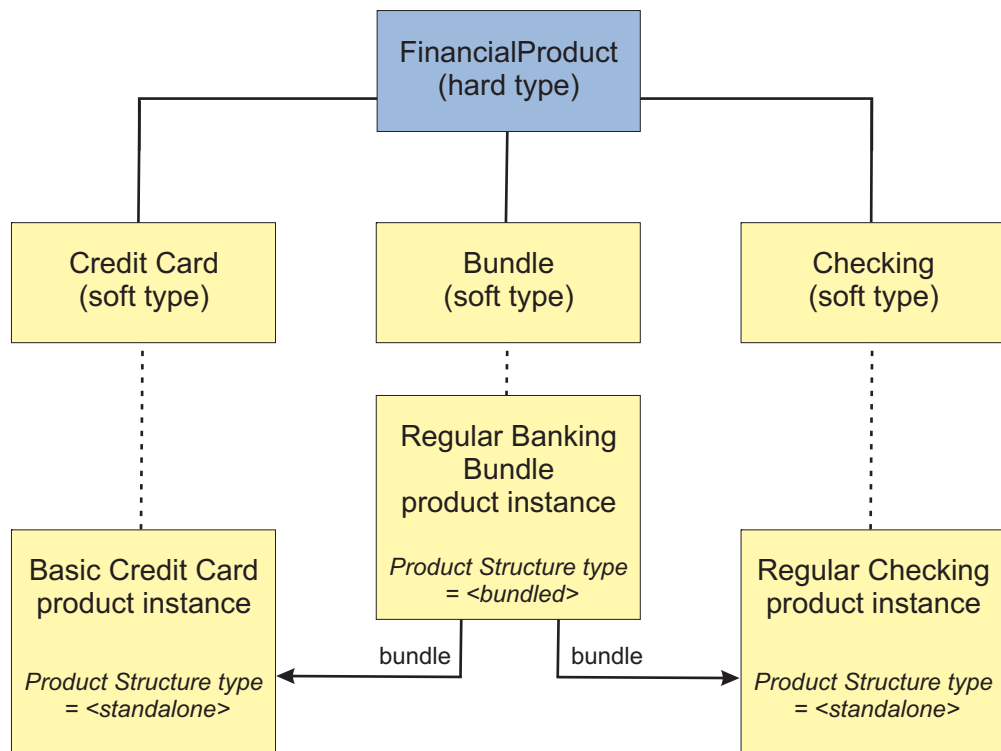 FinancialProduct
(hard type)
Credit Card
(soft type)
Bundle
(soft type)
Checking
(soft type)
Regular Banking
Bundle
product instance
Product Structure type
= <bundled>
Basic Credit Card
product instance
Product Structure type
= <standalone>
Regular Checking
product instance
Product Structure type
= <standalone>
bundle
bundle